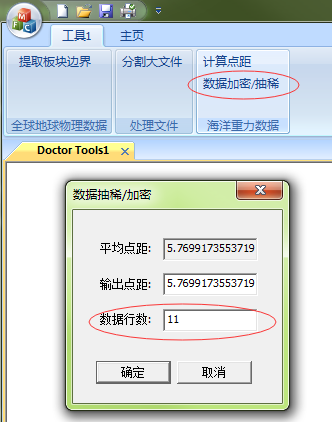 MFC
工具1 主页
提取板块边界 分割大文件 计算点距
数据加密/抽稀
全球地球物理数据 处理文件 海洋重力数据
Doctor Tools1
数据抽稀/加密
平均点距: 5.7699173553719
输出点距: 5.7699173553719
数据行数: 11
确定 取消